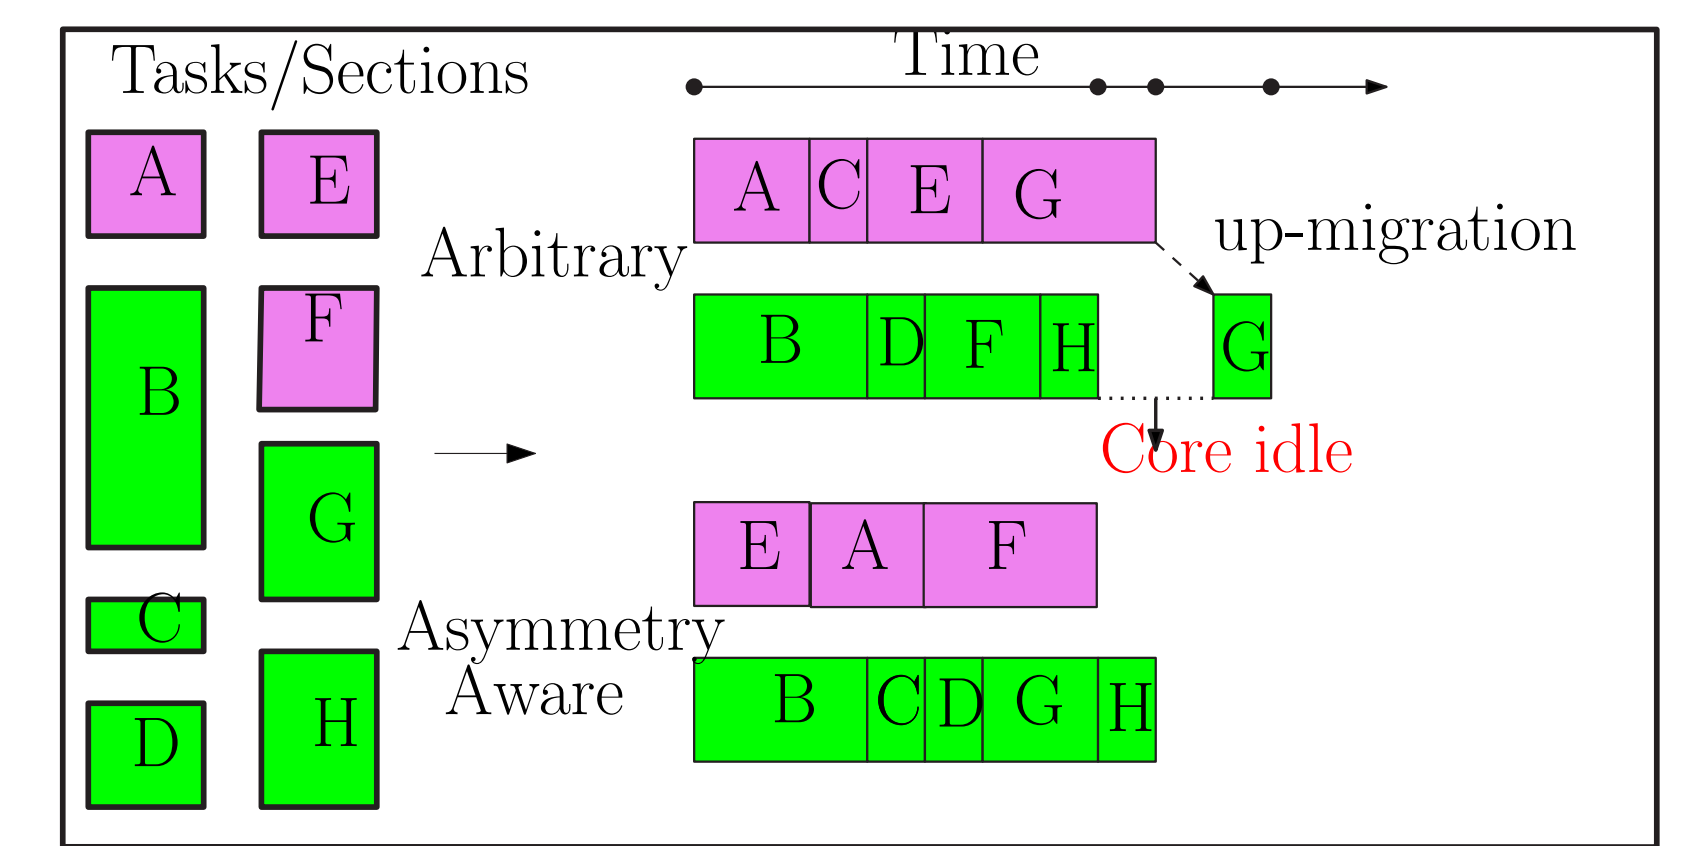 Tasks/Sections
Time
A
E
B
F
G
C
D
H
Arbitrary
A C E G
up-migration
B D F H G
Core idle
E A F
Asymmetry
Aware
B C D G H